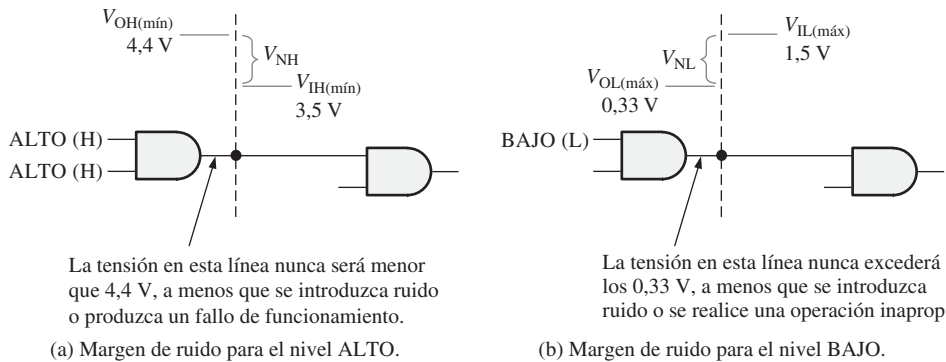 V_OH(mín)
4,4 V
V_NH
V_IH(mín)
3,5 V
ALTO (H)
ALTO (H)
La tensión en esta línea nunca será menor
que 4,4 V, a menos que se introduzca ruido
o produzca un fallo de funcionamiento.
(a) Margen de ruido para el nivel ALTO.
V_IL(máx)
1,5 V
V_NL
V_OL(máx)
0,33 V
BAJO (L)
La tensión en esta línea nunca excederá
los 0,33 V, a menos que se introduzca
ruido o se realice una operación inaprop
(b) Margen de ruido para el nivel BAJO.